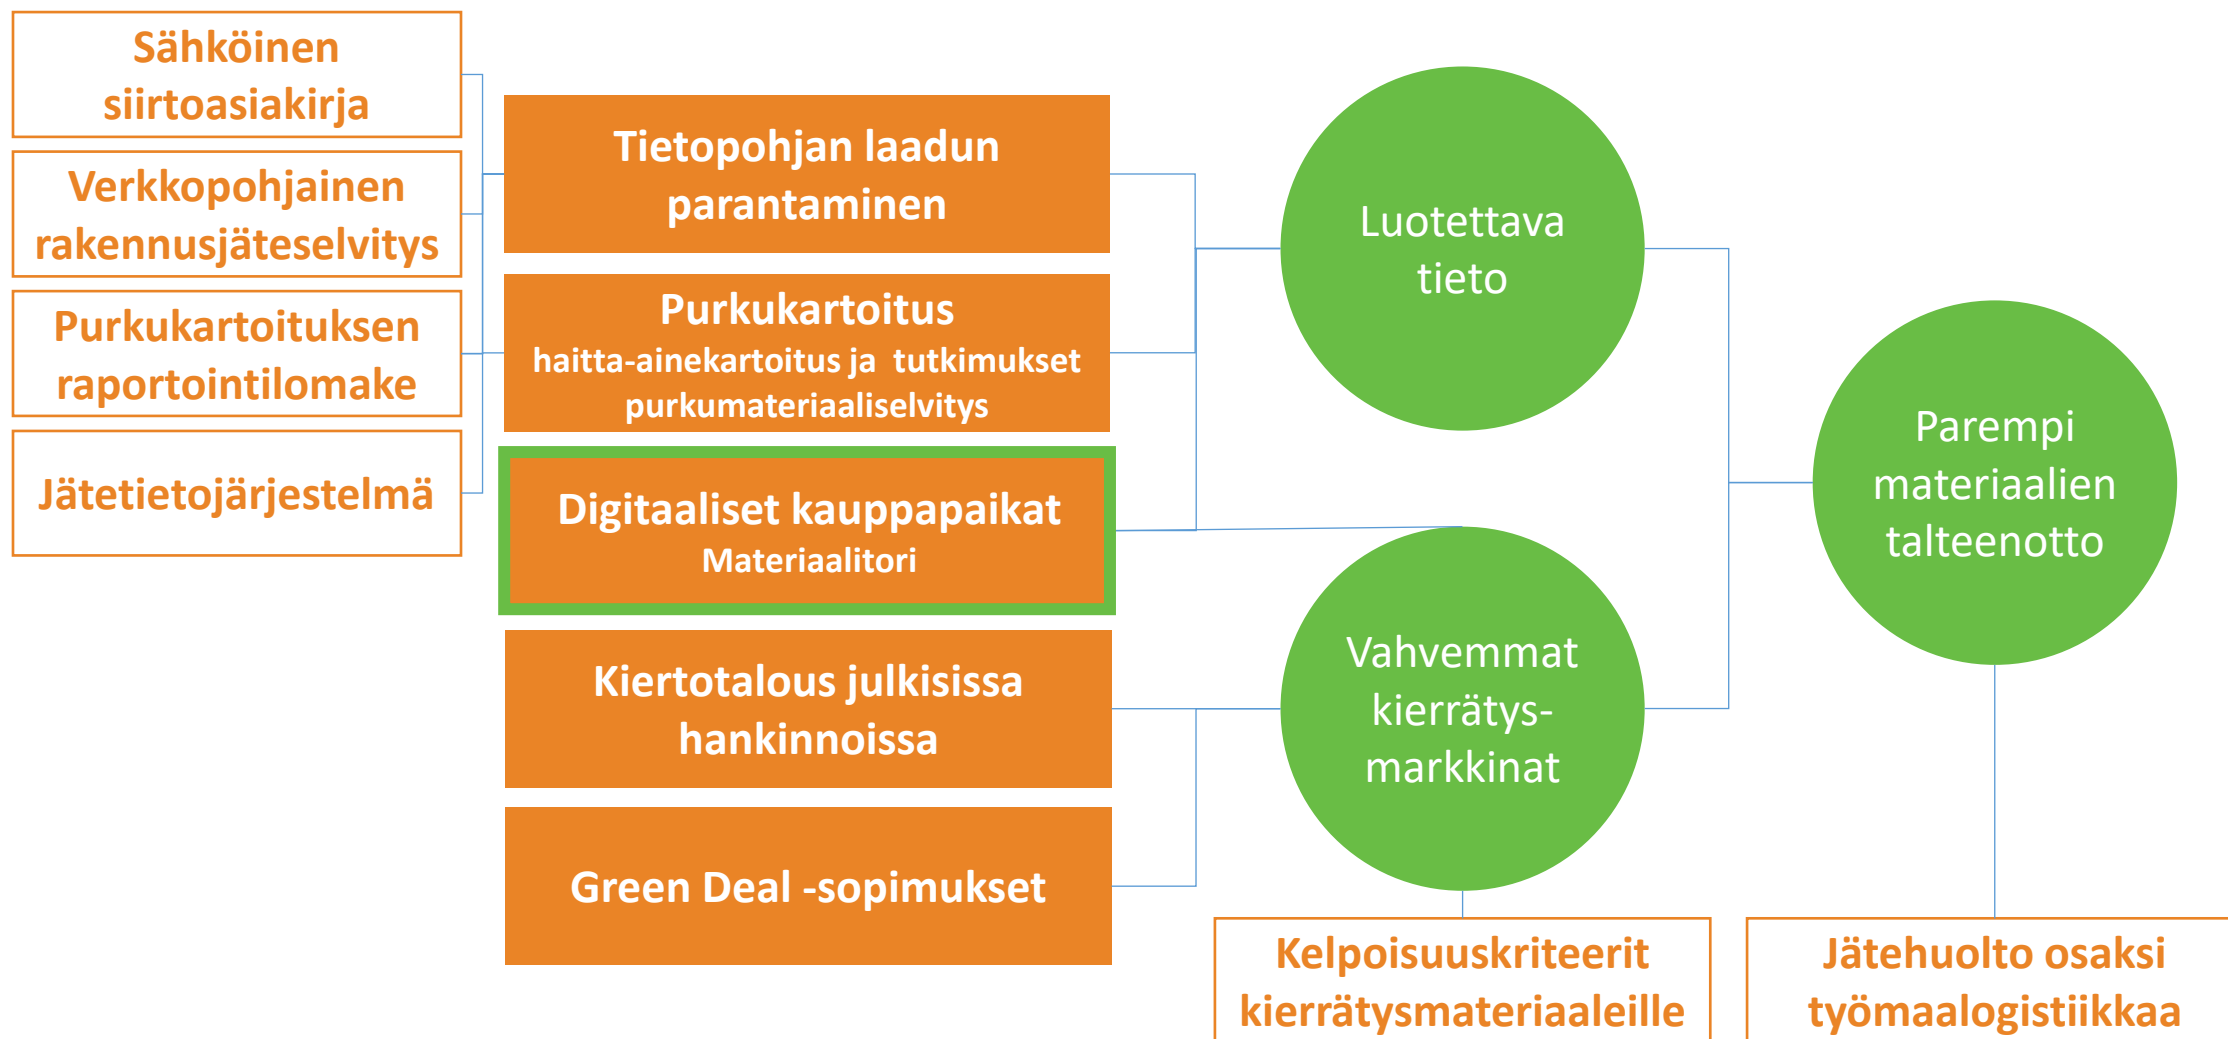 Sähköinen
siirtoasiakirja
Verkkopohjainen
rakennusjäteselvitys
Purkukartoituksen
raportointilomake
Jätetietojärjestelmä
Tietopohjan laadun
parantaminen
Purkukartoitus
haitta-ainekartoitus ja  tutkimukset
purkumateriaaliselvitys
Digitaaliset kauppapaikat
Materiaalitori
Kiertotalous julkisissa
hankinnoissa
Green Deal -sopimukset
Luotettava
tieto
Vahvemmat
kierrätys-
markkinat
Kelpoisuuskriteerit
kierrätysmateriaaleille
Parempi
materiaalien
talteenotto
Jätehuolto osaksi
työmaalogistiikkaa